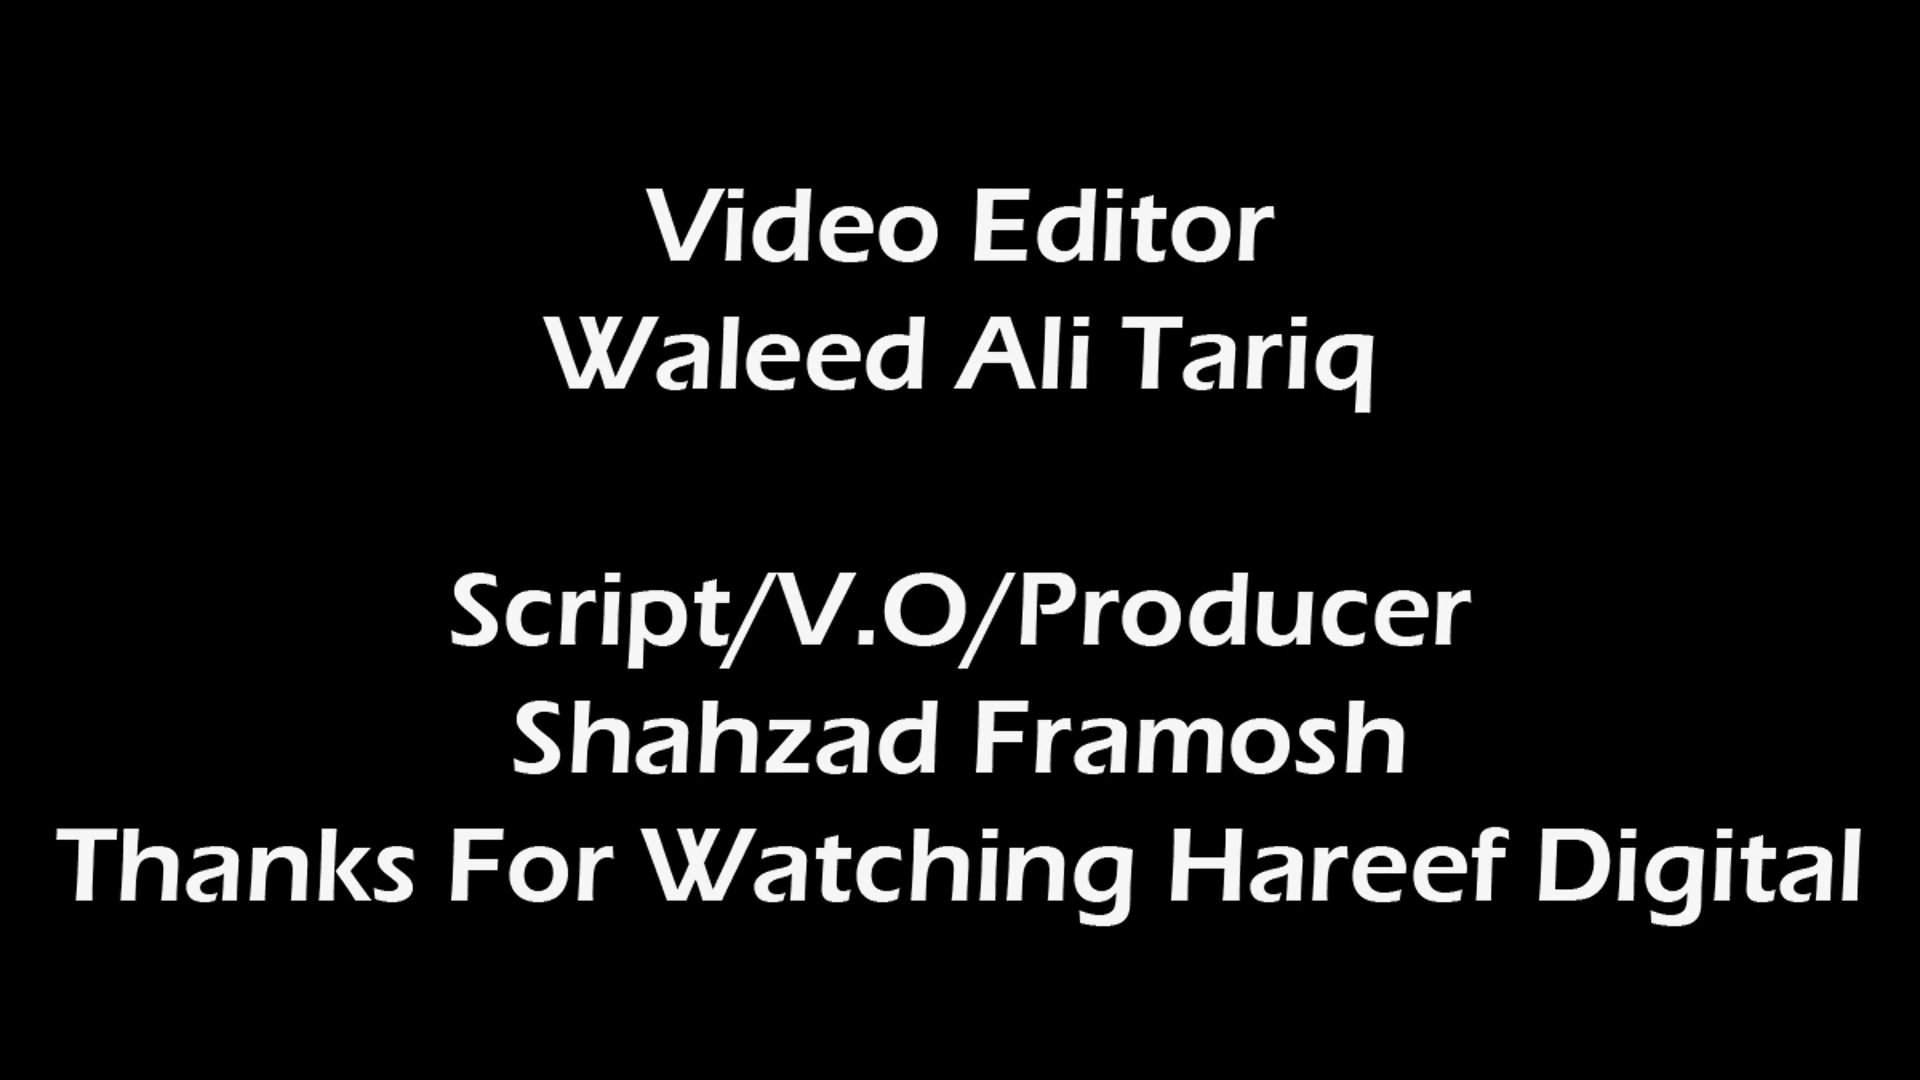 Video Editor
Waleed Ali Tariq
Script/V.O/Producer
Shahzad Framosh
Thanks For Watching Hareef Digital